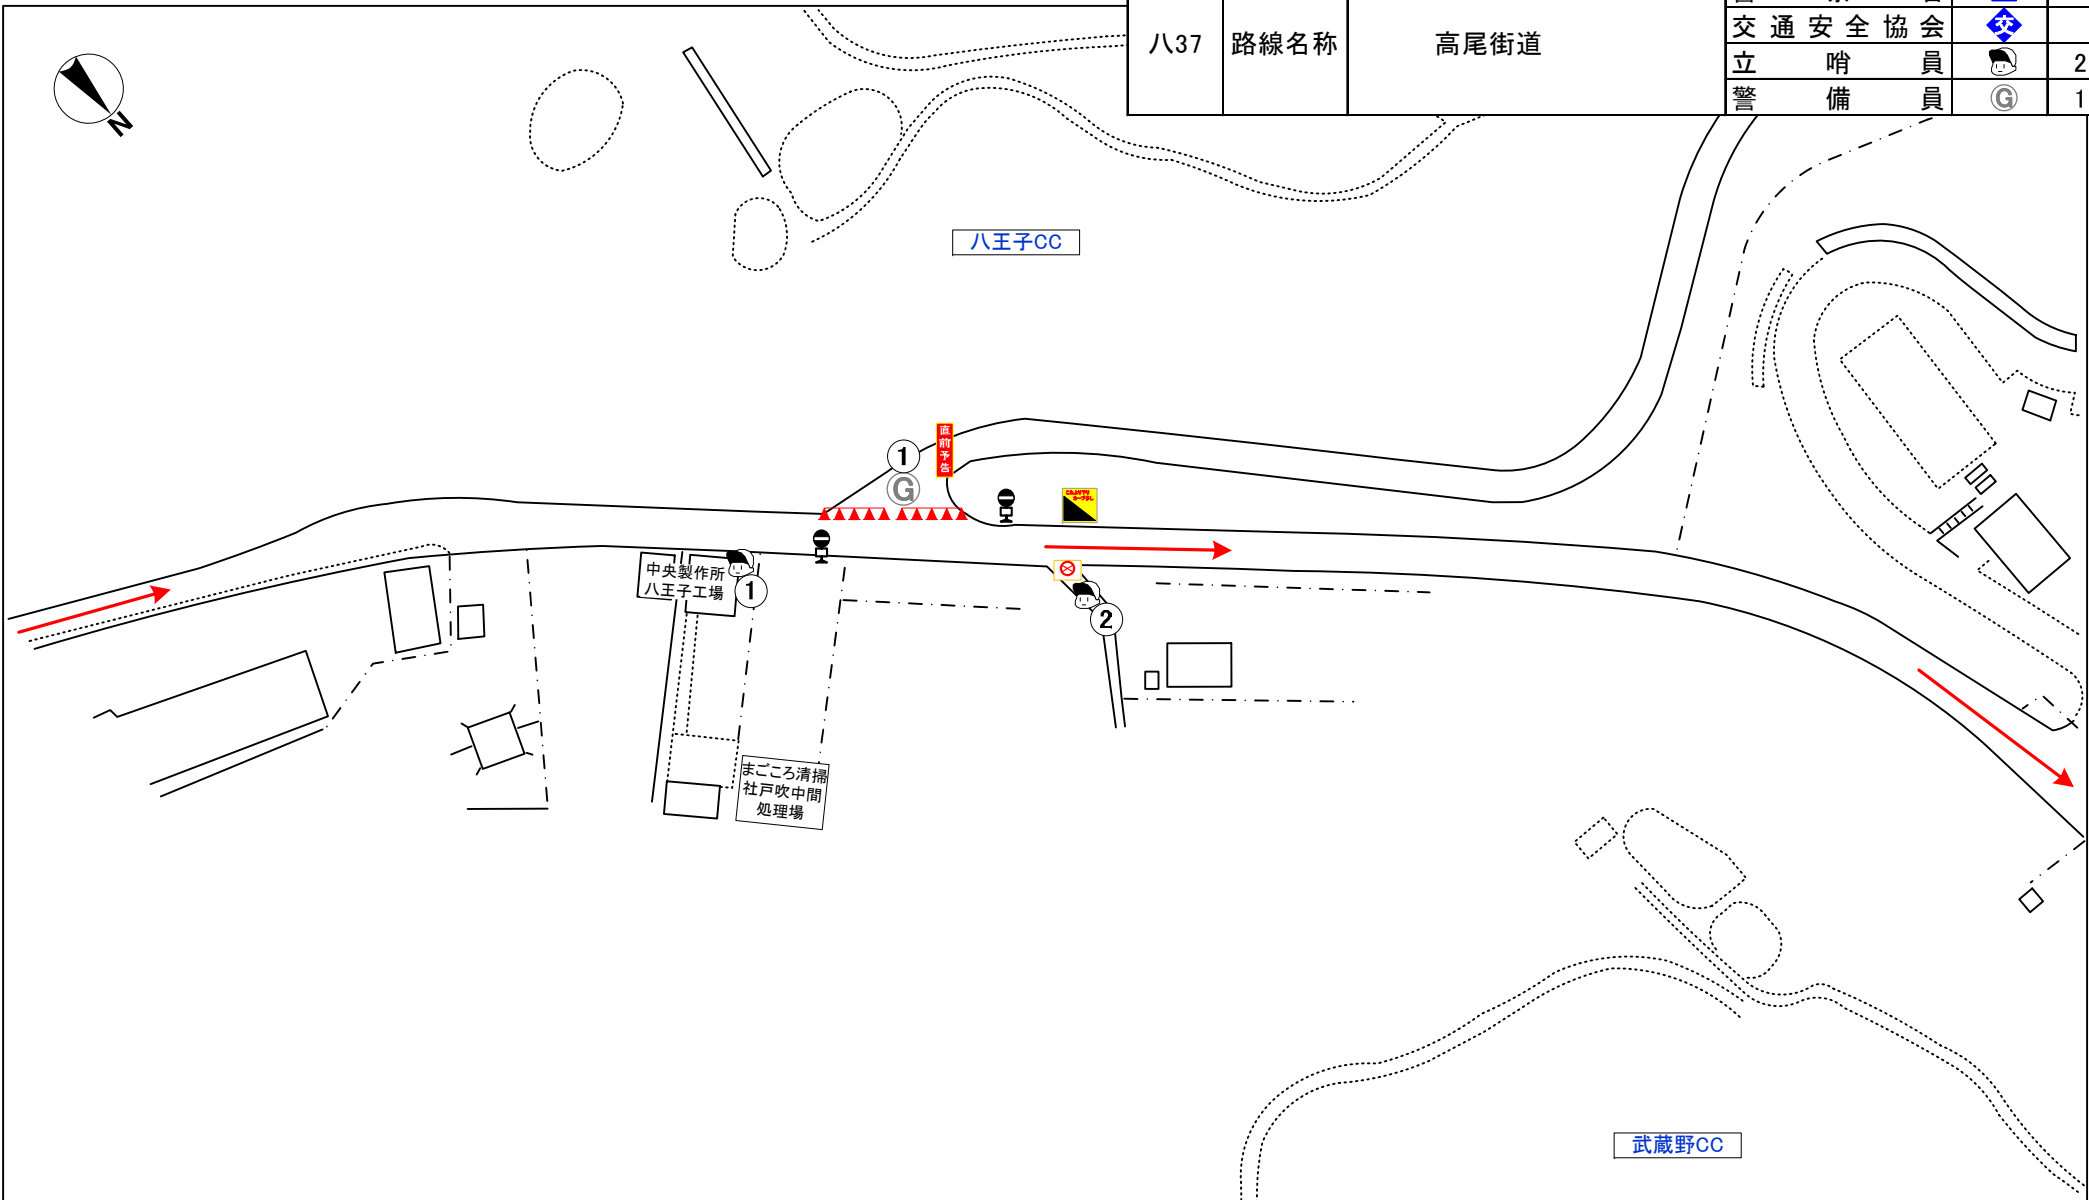 八37 路線名称 高尾街道
交通安全協会 交
立哨員 2
警備員 G 1
N
八王子CC
直前予告
1
G
中央製作所
八王子工場
1
2
まごころ清掃
社戸吹中間
処理場
武蔵野CC